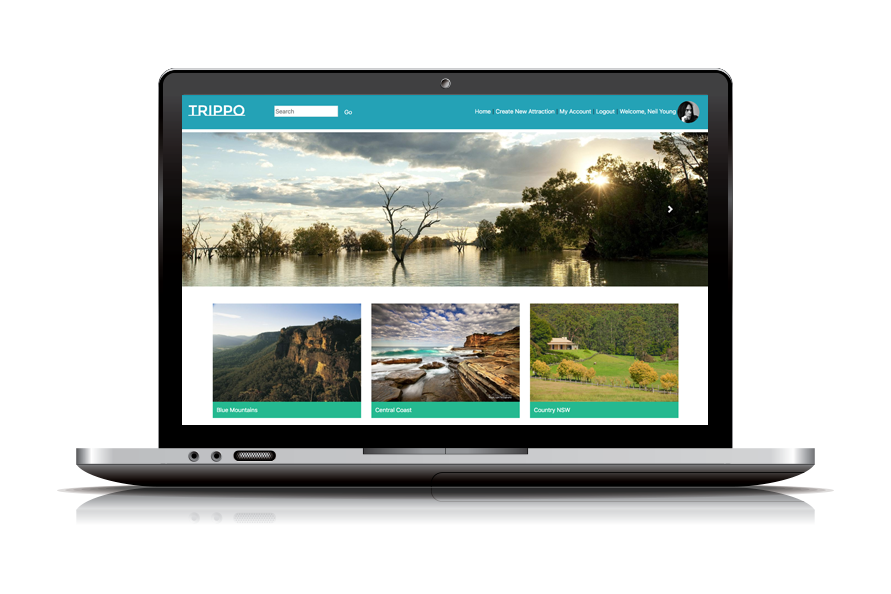 TRIPPO
Search
Go
Home | Create New Attraction | My Account | Logout | Welcome, Neil Young
Blue Mountains
Central Coast
Country NSW